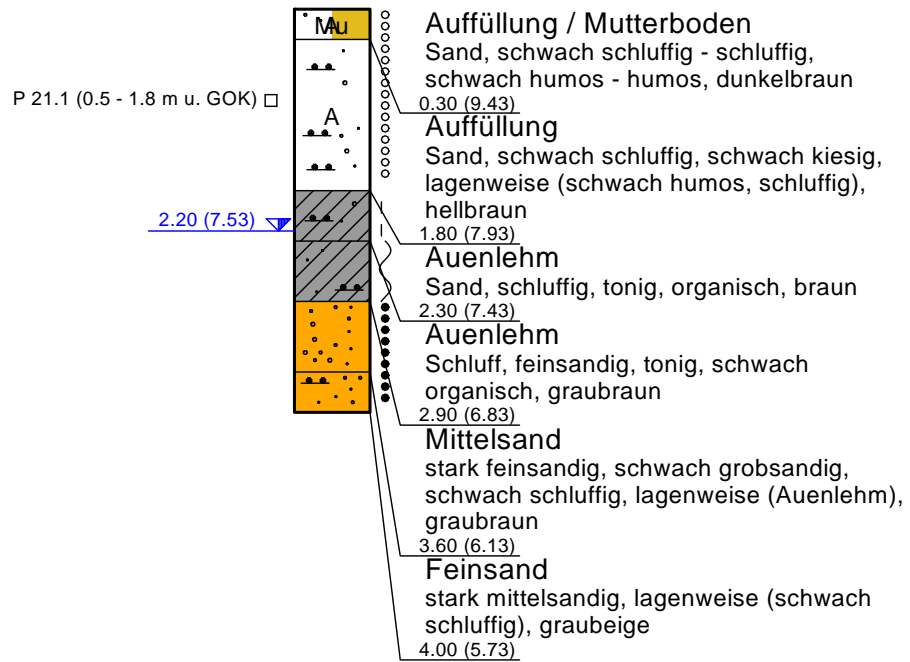 MuA
Auffüllung / Mutterboden
Sand, schwach schluffig - schluffig,
schwach humos - humos, dunkelbraun
P 21.1 (0.5 - 1.8 m u. GOK)
0.30 (9.43)
A
Auffüllung
Sand, schwach schluffig, schwach kiesig,
lagenweise (schwach humos, schluffig),
hellbraun
2.20 (7.53)
1.80 (7.93)
Auenlehm
Sand, schluffig, tonig, organisch, braun
2.30 (7.43)
Auenlehm
Schluff, feinsandig, tonig, schwach
organisch, graubraun
2.90 (6.83)
Mittelsand
stark feinsandig, schwach grobsandig,
schwach schluffig, lagenweise (Auenlehm),
graubraun
3.60 (6.13)
Feinsand
stark mittelsandig, lagenweise (schwach
schluffig), graubeige
4.00 (5.73)